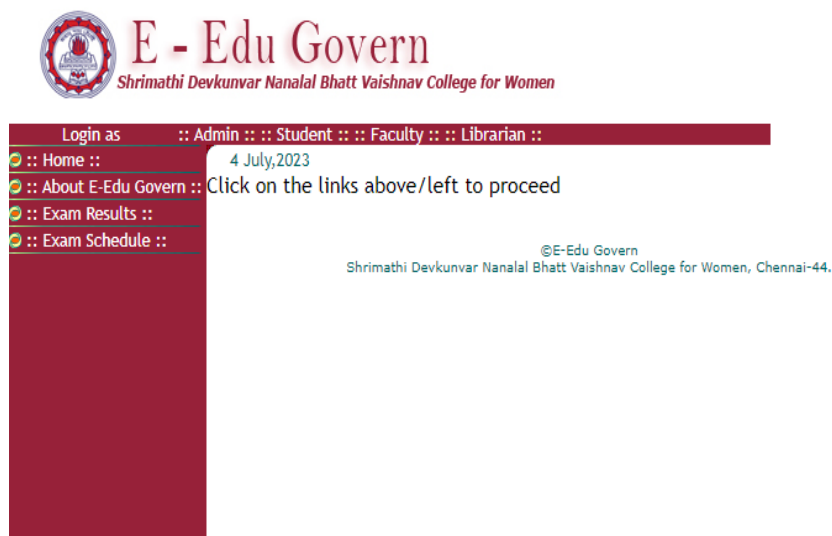 E - Edu Govern
Shrimathi Devkunvar Nanalal Bhatt Vaishnav College for Women
Login as :: Admin :: :: Student :: :: Faculty :: :: Librarian ::
:: Home ::
:: About E-Edu Govern ::
:: Exam Results ::
:: Exam Schedule ::
4 July,2023
Click on the links above/left to proceed
©E-Edu Govern
Shrimathi Devkunvar Nanalal Bhatt Vaishnav College for Women, Chennai-44.